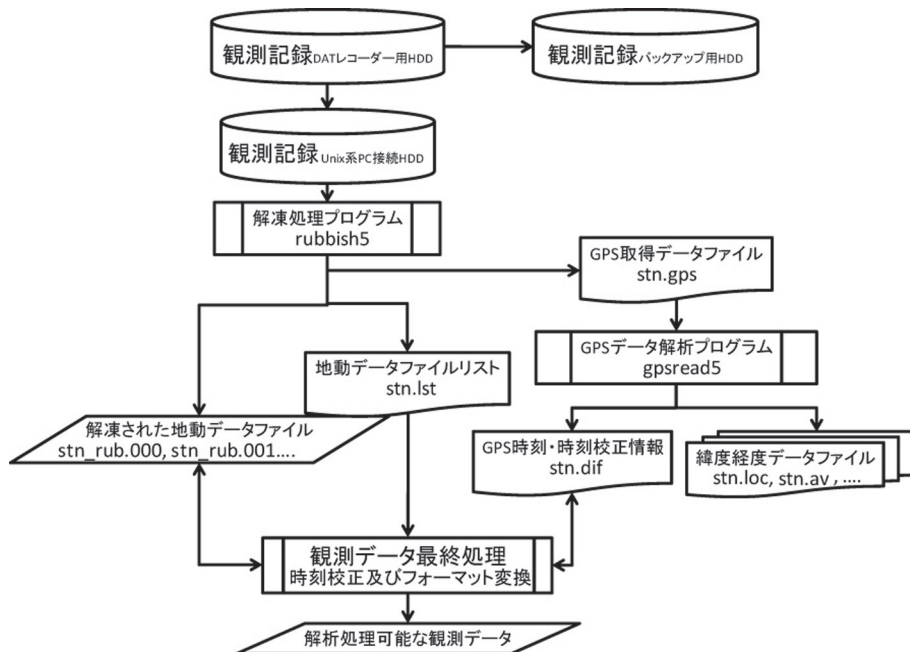 観測記録DATレコーダー用HDD
観測記録バックアップ用HDD
観測記録Unix系PC接続HDD
解凍処理プログラム
rubbish5
GPS取得データファイル
stn.gps
GPSデータ解析プログラム
gpsread5
地動データファイルリスト
stn.lst
解凍された地動データファイル
stn_rub.000, stn_rub.001....
GPS時刻・時刻校正情報
stn.dif
緯度経度データファイル
stn.loc, stn.av , ....
観測データ最終処理
時刻校正及びフォーマット変換
解析処理可能な観測データ